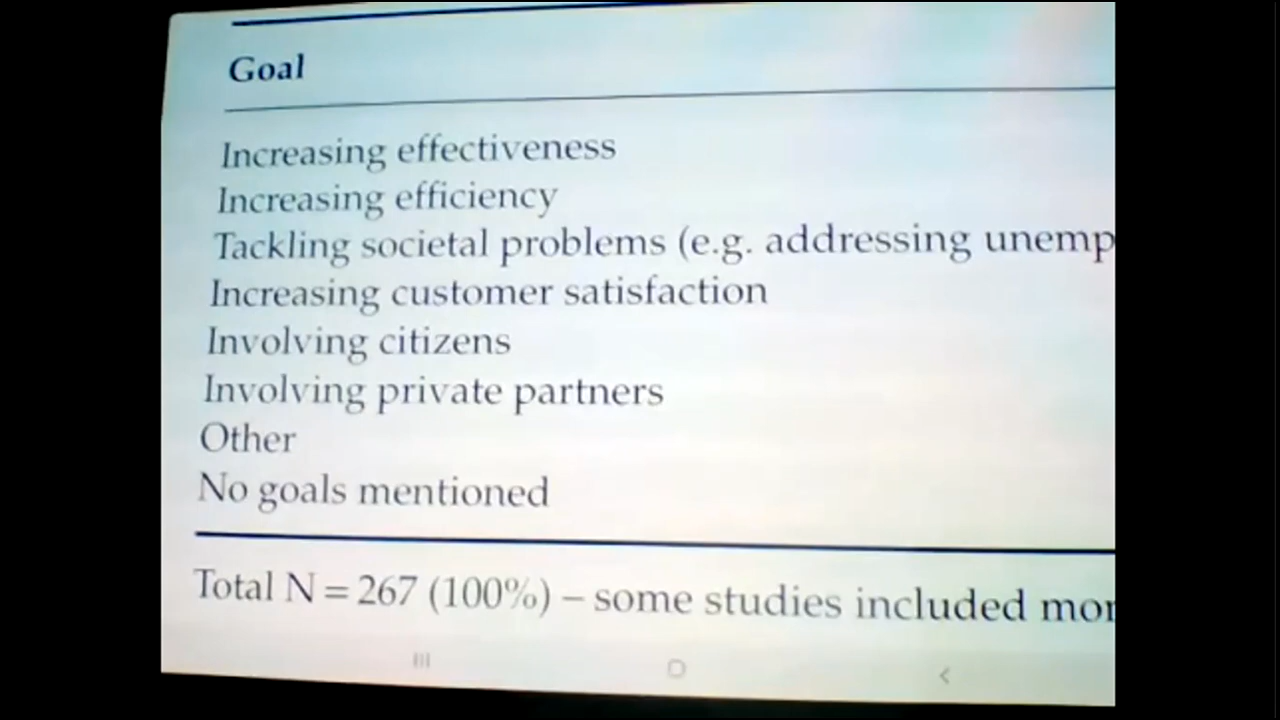 Goal
Increasing effectiveness
Increasing efficiency
Tackling societal problems (e.g. addressing unemp
Increasing customer satisfaction
Involving citizens
Involving private partners
Other
No goals mentioned
Total N = 267 (100%) – some studies included mor